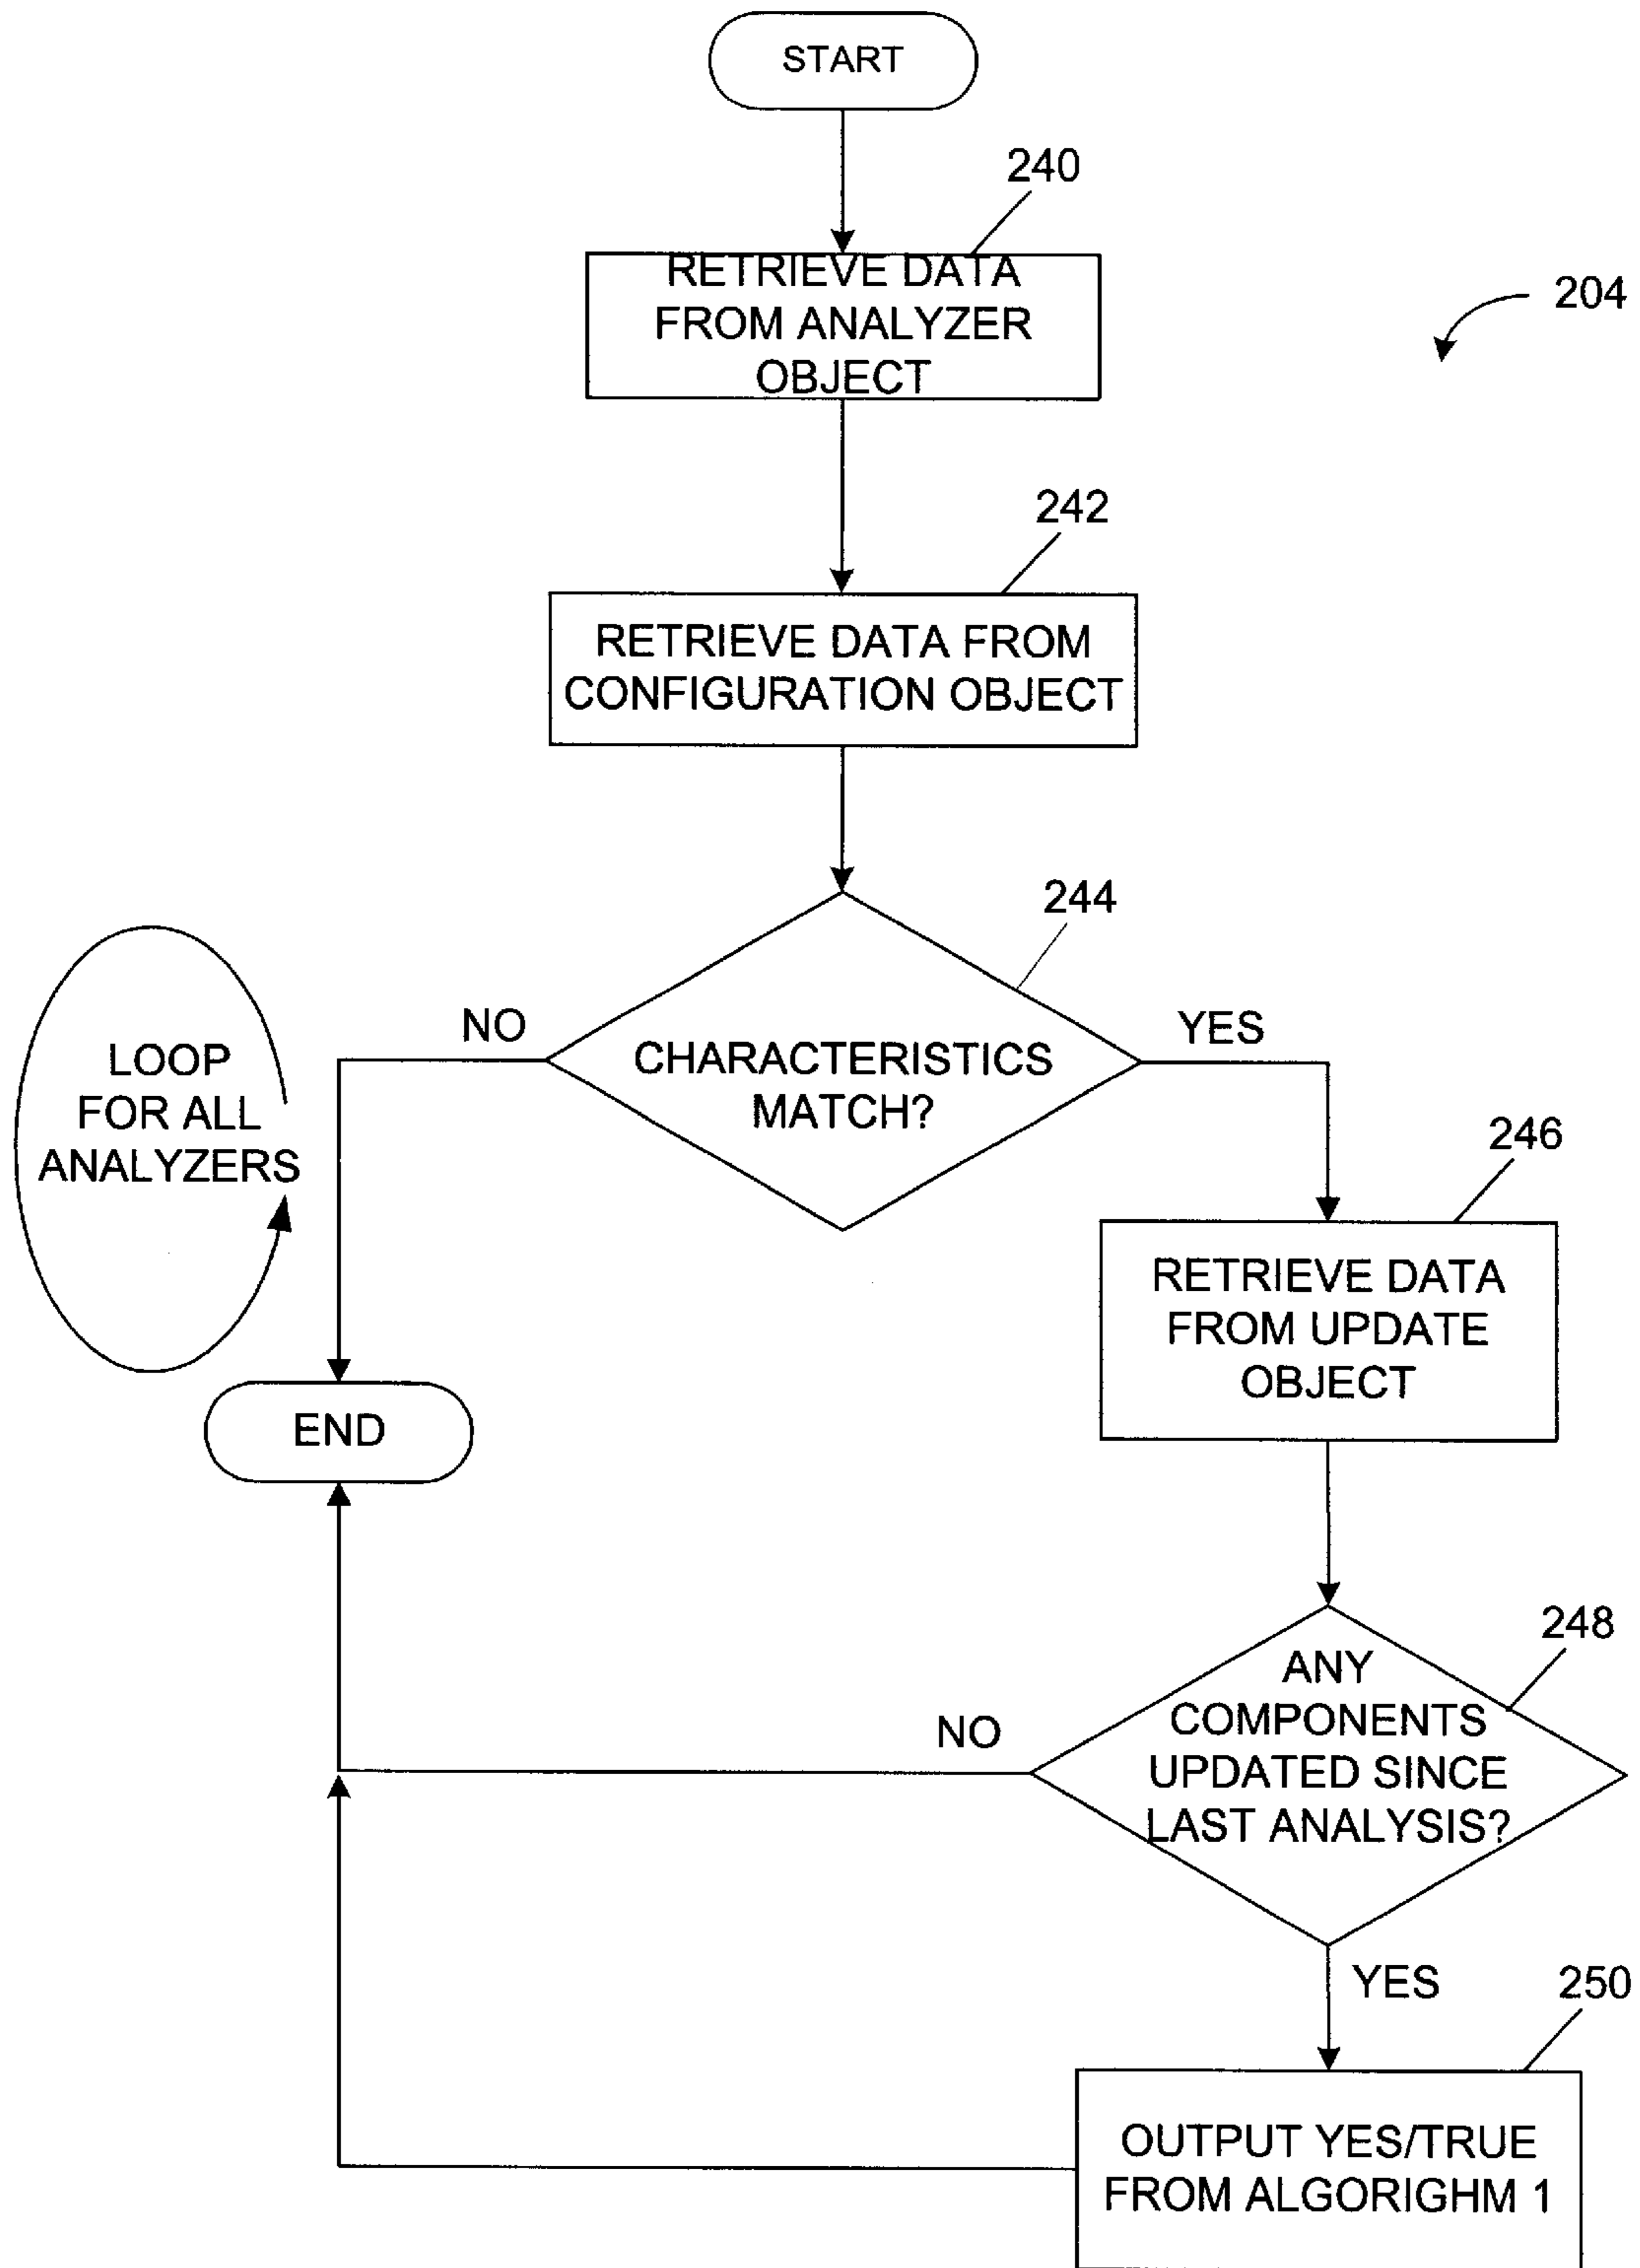 START
240
RETRIEVE DATA
FROM ANALYZER
OBJECT
204
242
RETRIEVE DATA FROM
CONFIGURATION OBJECT
244
NO
YES
CHARACTERISTICS
MATCH?
LOOP
FOR ALL
ANALYZERS
246
RETRIEVE DATA
FROM UPDATE
OBJECT
END
248
ANY
COMPONENTS
UPDATED SINCE
LAST ANALYSIS?
NO
YES
250
OUTPUT YES/TRUE
FROM ALGORIGHM 1